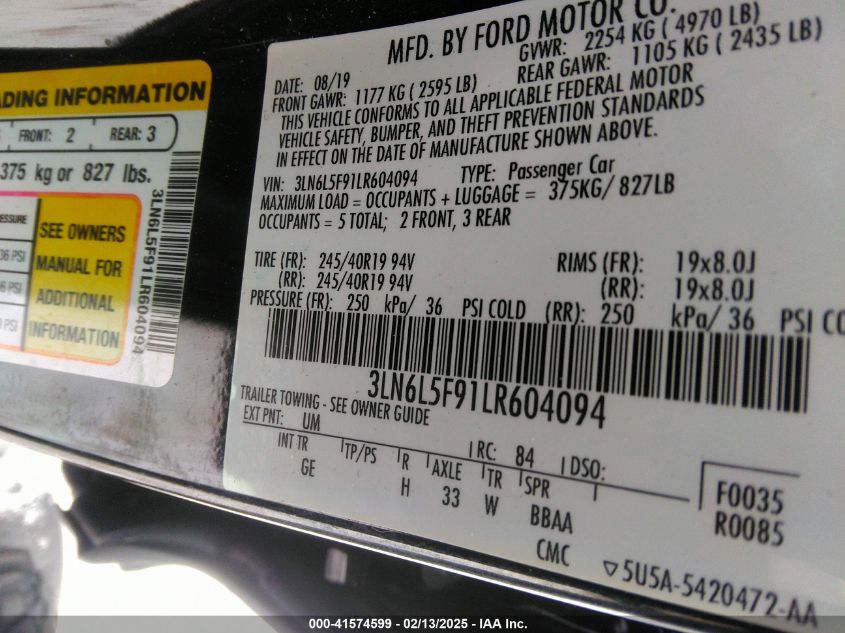 ADING INFORMATION
FRONT: 2 REAR: 3
375 kg or 827 lbs.
RESSURE
SEE OWNERS
MANUAL FOR
ADDITIONAL
INFORMATION
36 PSI
36 PSI
PSI
3LN6L5F91LR604094
MFD. BY FORD MOTOR CO.
DATE: 08/19 GVWR: 2254 KG ( 4970 LB)
FRONT GAWR: 1177 KG ( 2595 LB) REAR GAWR: 1105 KG ( 2435 LB)
THIS VEHICLE CONFORMS TO ALL APPLICABLE FEDERAL MOTOR
VEHICLE SAFETY, BUMPER, AND THEFT PREVENTION STANDARDS
IN EFFECT ON THE DATE OF MANUFACTURE SHOWN ABOVE.
VIN: 3LN6L5F91LR604094 TYPE: Passenger Car
MAXIMUM LOAD = OCCUPANTS + LUGGAGE = 375KG/ 827LB
OCCUPANTS = 5 TOTAL; 2 FRONT, 3 REAR
TIRE (FR): 245/40R19 94V RIMS (FR): 19x8.0J
(RR): 245/40R19 94V (RR): 19x8.0J
PRESSURE (FR): 250 kPa/ 36 PSI COLD (RR): 250 kPa/ 36 PSI CO
3LN6L5F91LR604094
TRAILER TOWING - SEE OWNER GUIDE
EXT PNT: UM RC: 84 DSO:
INT TR TP/PS R AXLE TR SPR
GE H 33 W BBAA
CMC
F0035
R0085
▽5U5A-5420472-AA
000-41574599 — 02/13/2025 — IAA Inc.